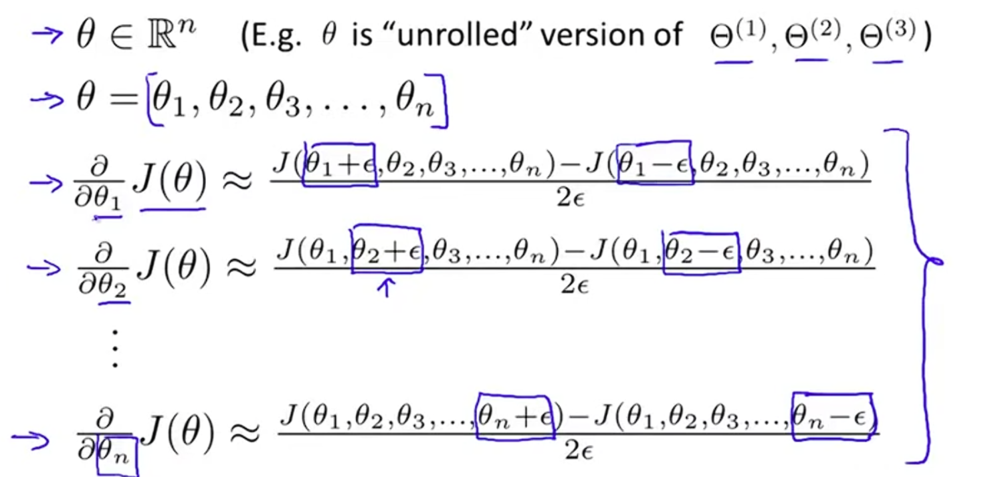 → θ ∈ ℝⁿ (E.g. θ is “unrolled” version of Θ⁽¹⁾, Θ⁽²⁾, Θ⁽³⁾)
→ θ = [θ₁, θ₂, θ₃, ..., θₙ]
→ ∂/∂θ₁ J(θ) ≈ (J(θ₁+ϵ,θ₂,θ₃,...,θₙ)−J(θ₁−ϵ,θ₂,θ₃,...,θₙ))/2ϵ
→ ∂/∂θ₂ J(θ) ≈ (J(θ₁,θ₂+ϵ,θ₃,...,θₙ)−J(θ₁,θ₂−ϵ,θ₃,...,θₙ))/2ϵ
⋮
→ ∂/∂θₙ J(θ) ≈ (J(θ₁,θ₂,θ₃,...,θₙ+ϵ)−J(θ₁,θ₂,θ₃,...,θₙ−ϵ))/2ϵ